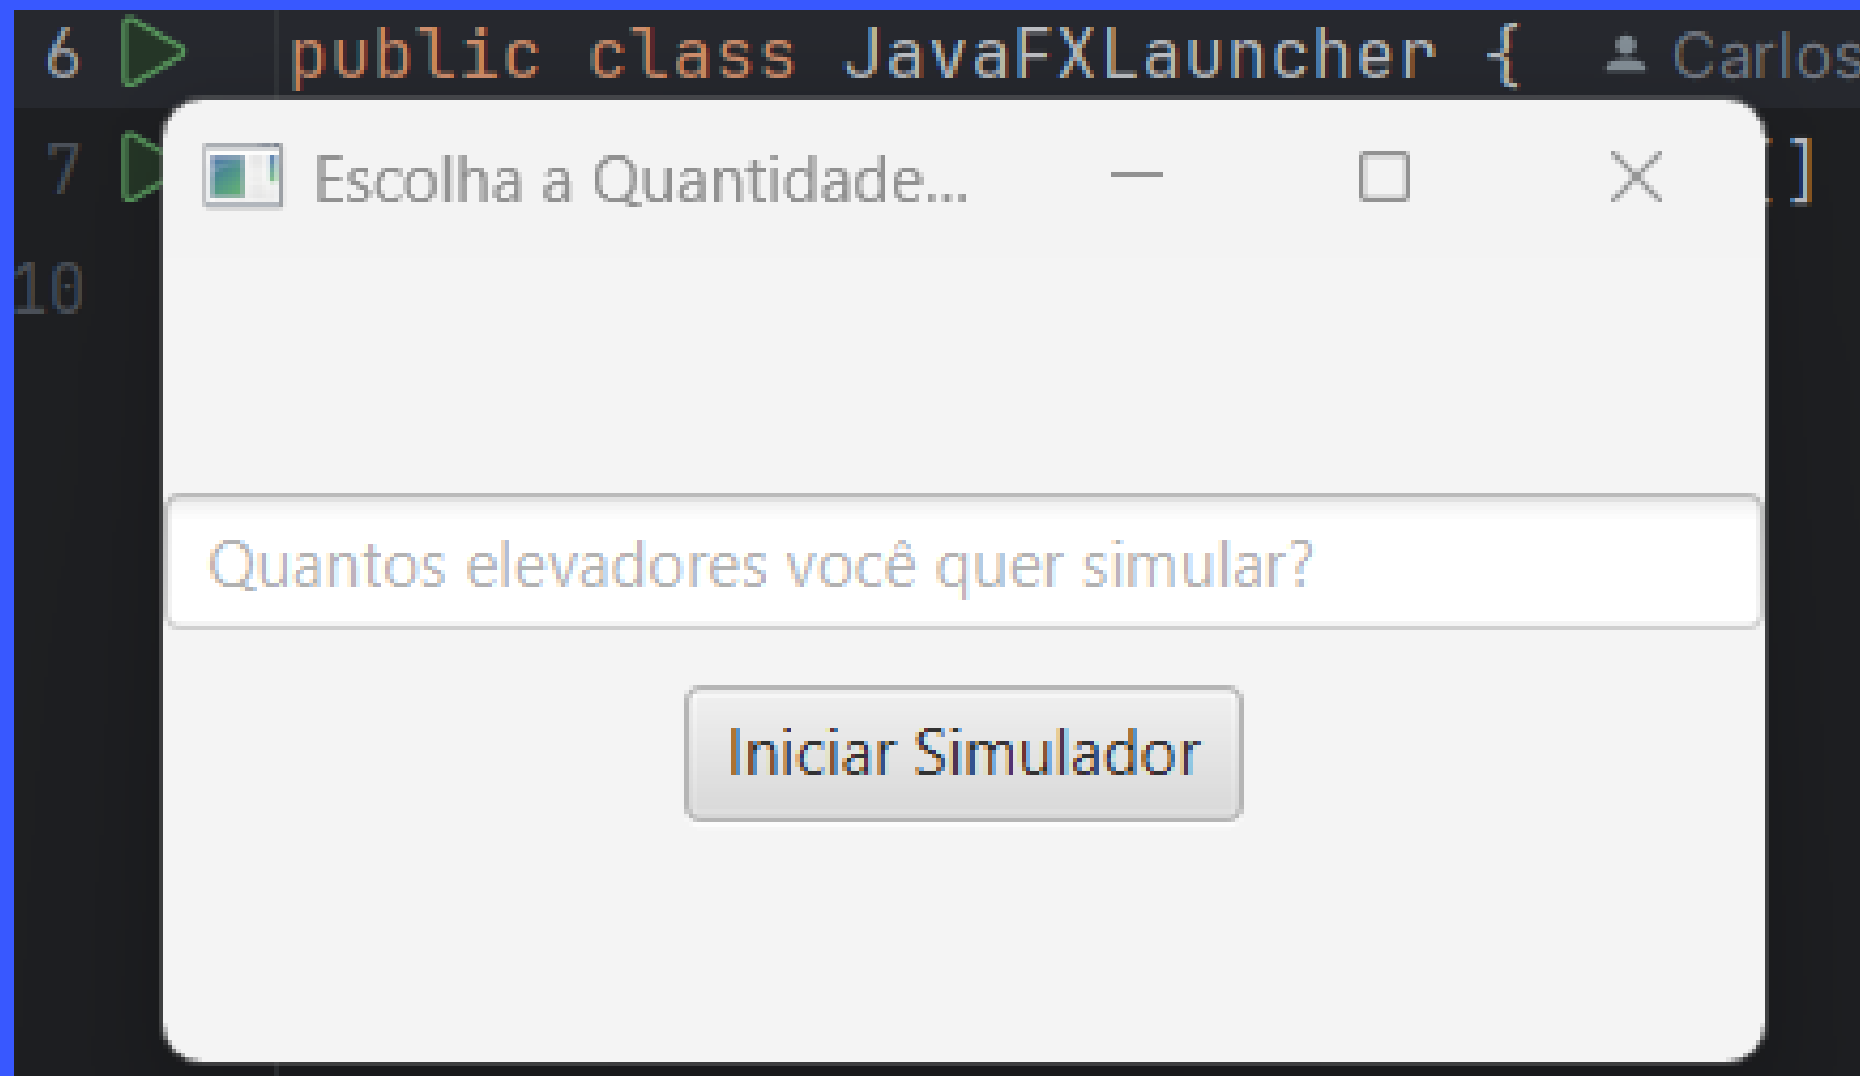 6 public class JavaFXLauncher { Carlos
7 []
10
Escolha a Quantidade...
Quantos elevadores você quer simular?
Iniciar Simulador